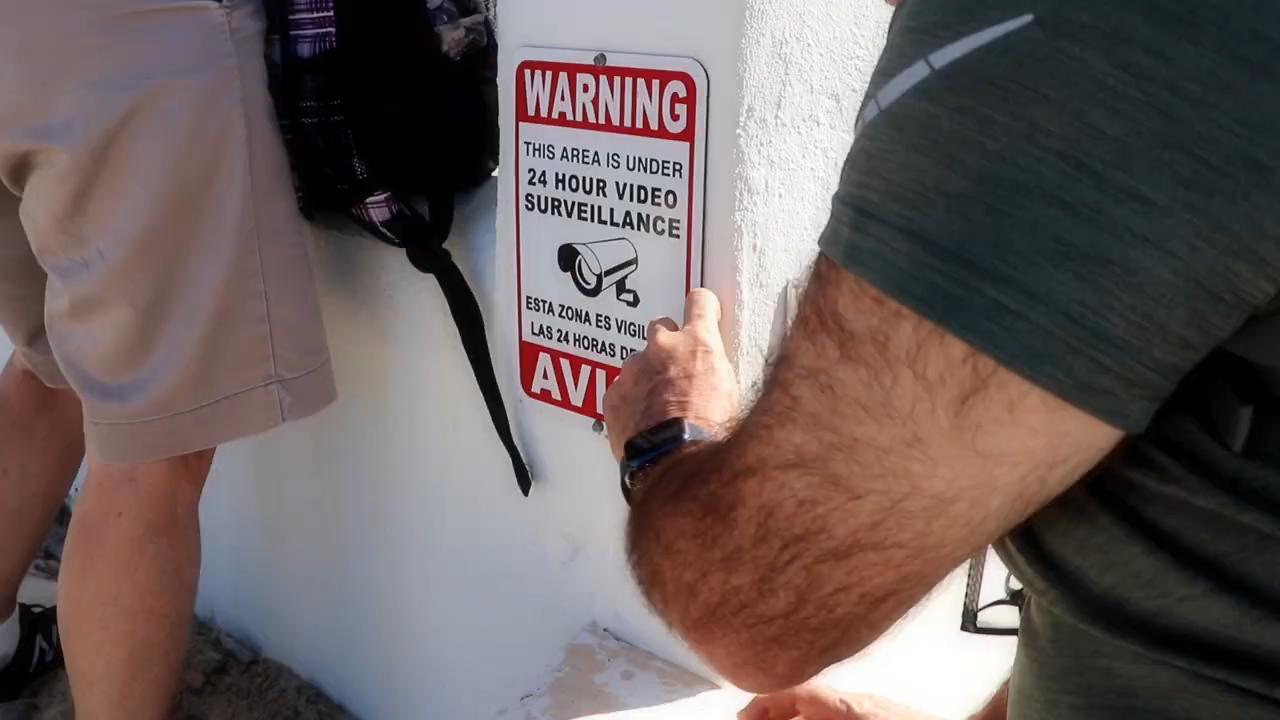 WARNING
THIS AREA IS UNDER
24 HOUR VIDEO
SURVEILLANCE
ESTA ZONA ES
LAS 24 HORAS